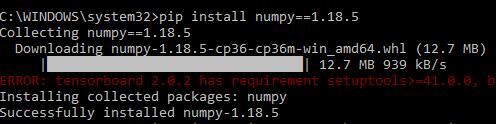 C:\WINDOWS\system32>pip install numpy==1.18.5
Collecting numpy==1.18.5
Downloading numpy-1.18.5-cp36-cp36m-win_amd64.whl (12.7 MB)
| | 12.7 MB 939 kB/s
ERROR: tensorboard 2.0.2 has requirement setuptools>=41.0.0, b
Installing collected packages: numpy
Successfully installed numpy-1.18.5